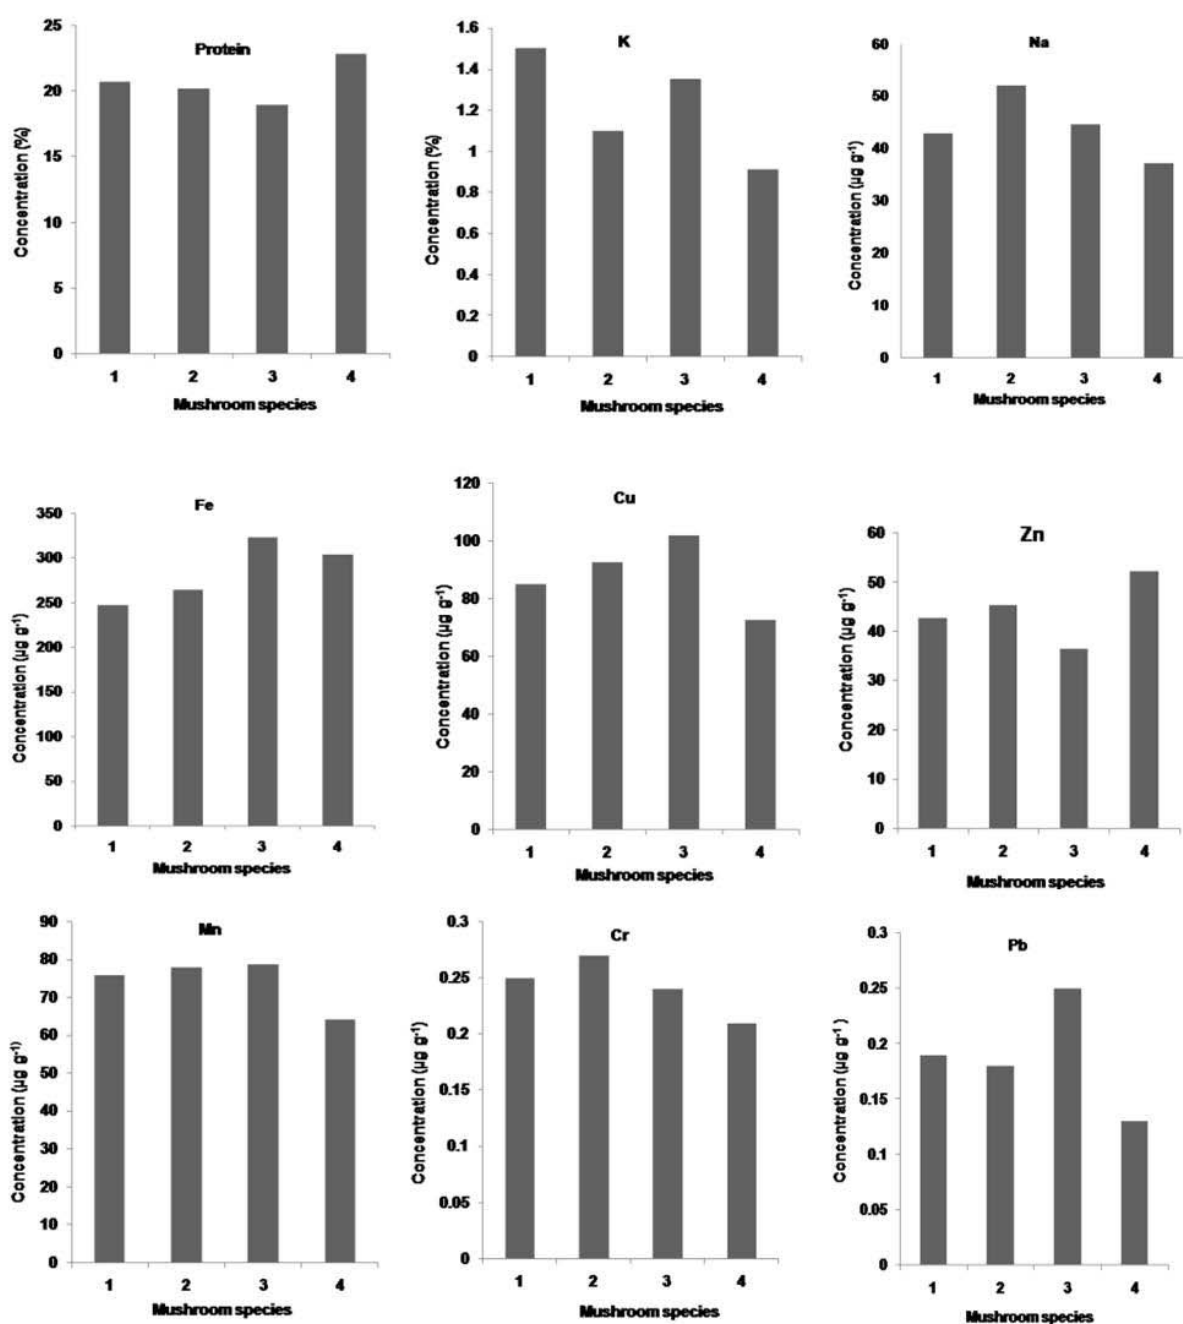 Protein
Concentration (%)
25
20
15
10
5
0
1 2 3 4
Mushroom species
K
Concentration (%)
1.6
1.4
1.2
1
0.8
0.6
0.4
0.2
0
1 2 3 4
Mushroom species
Na
Concentration (µg g-1)
60
50
40
30
20
10
0
1 2 3 4
Mushroom species
Fe
Concentration (µg g-1)
350
300
250
200
150
100
50
0
1 2 3 4
Mushroom species
Cu
Concentration (µg g-1)
120
100
80
60
40
20
0
1 2 3 4
Mushroom species
Zn
Concentration (µg g-1)
60
50
40
30
20
10
0
1 2 3 4
Mushroom species
Mn
Concentration (µg g-1)
90
80
70
60
50
40
30
20
10
0
1 2 3 4
Mushroom species
Cr
Concentration (µg g-1)
0.3
0.25
0.2
0.15
0.1
0.05
0
1 2 3 4
Mushroom species
Pb
Concentration (µg g-1 )
0.3
0.25
0.2
0.15
0.1
0.05
0
1 2 3 4
Mushroom species